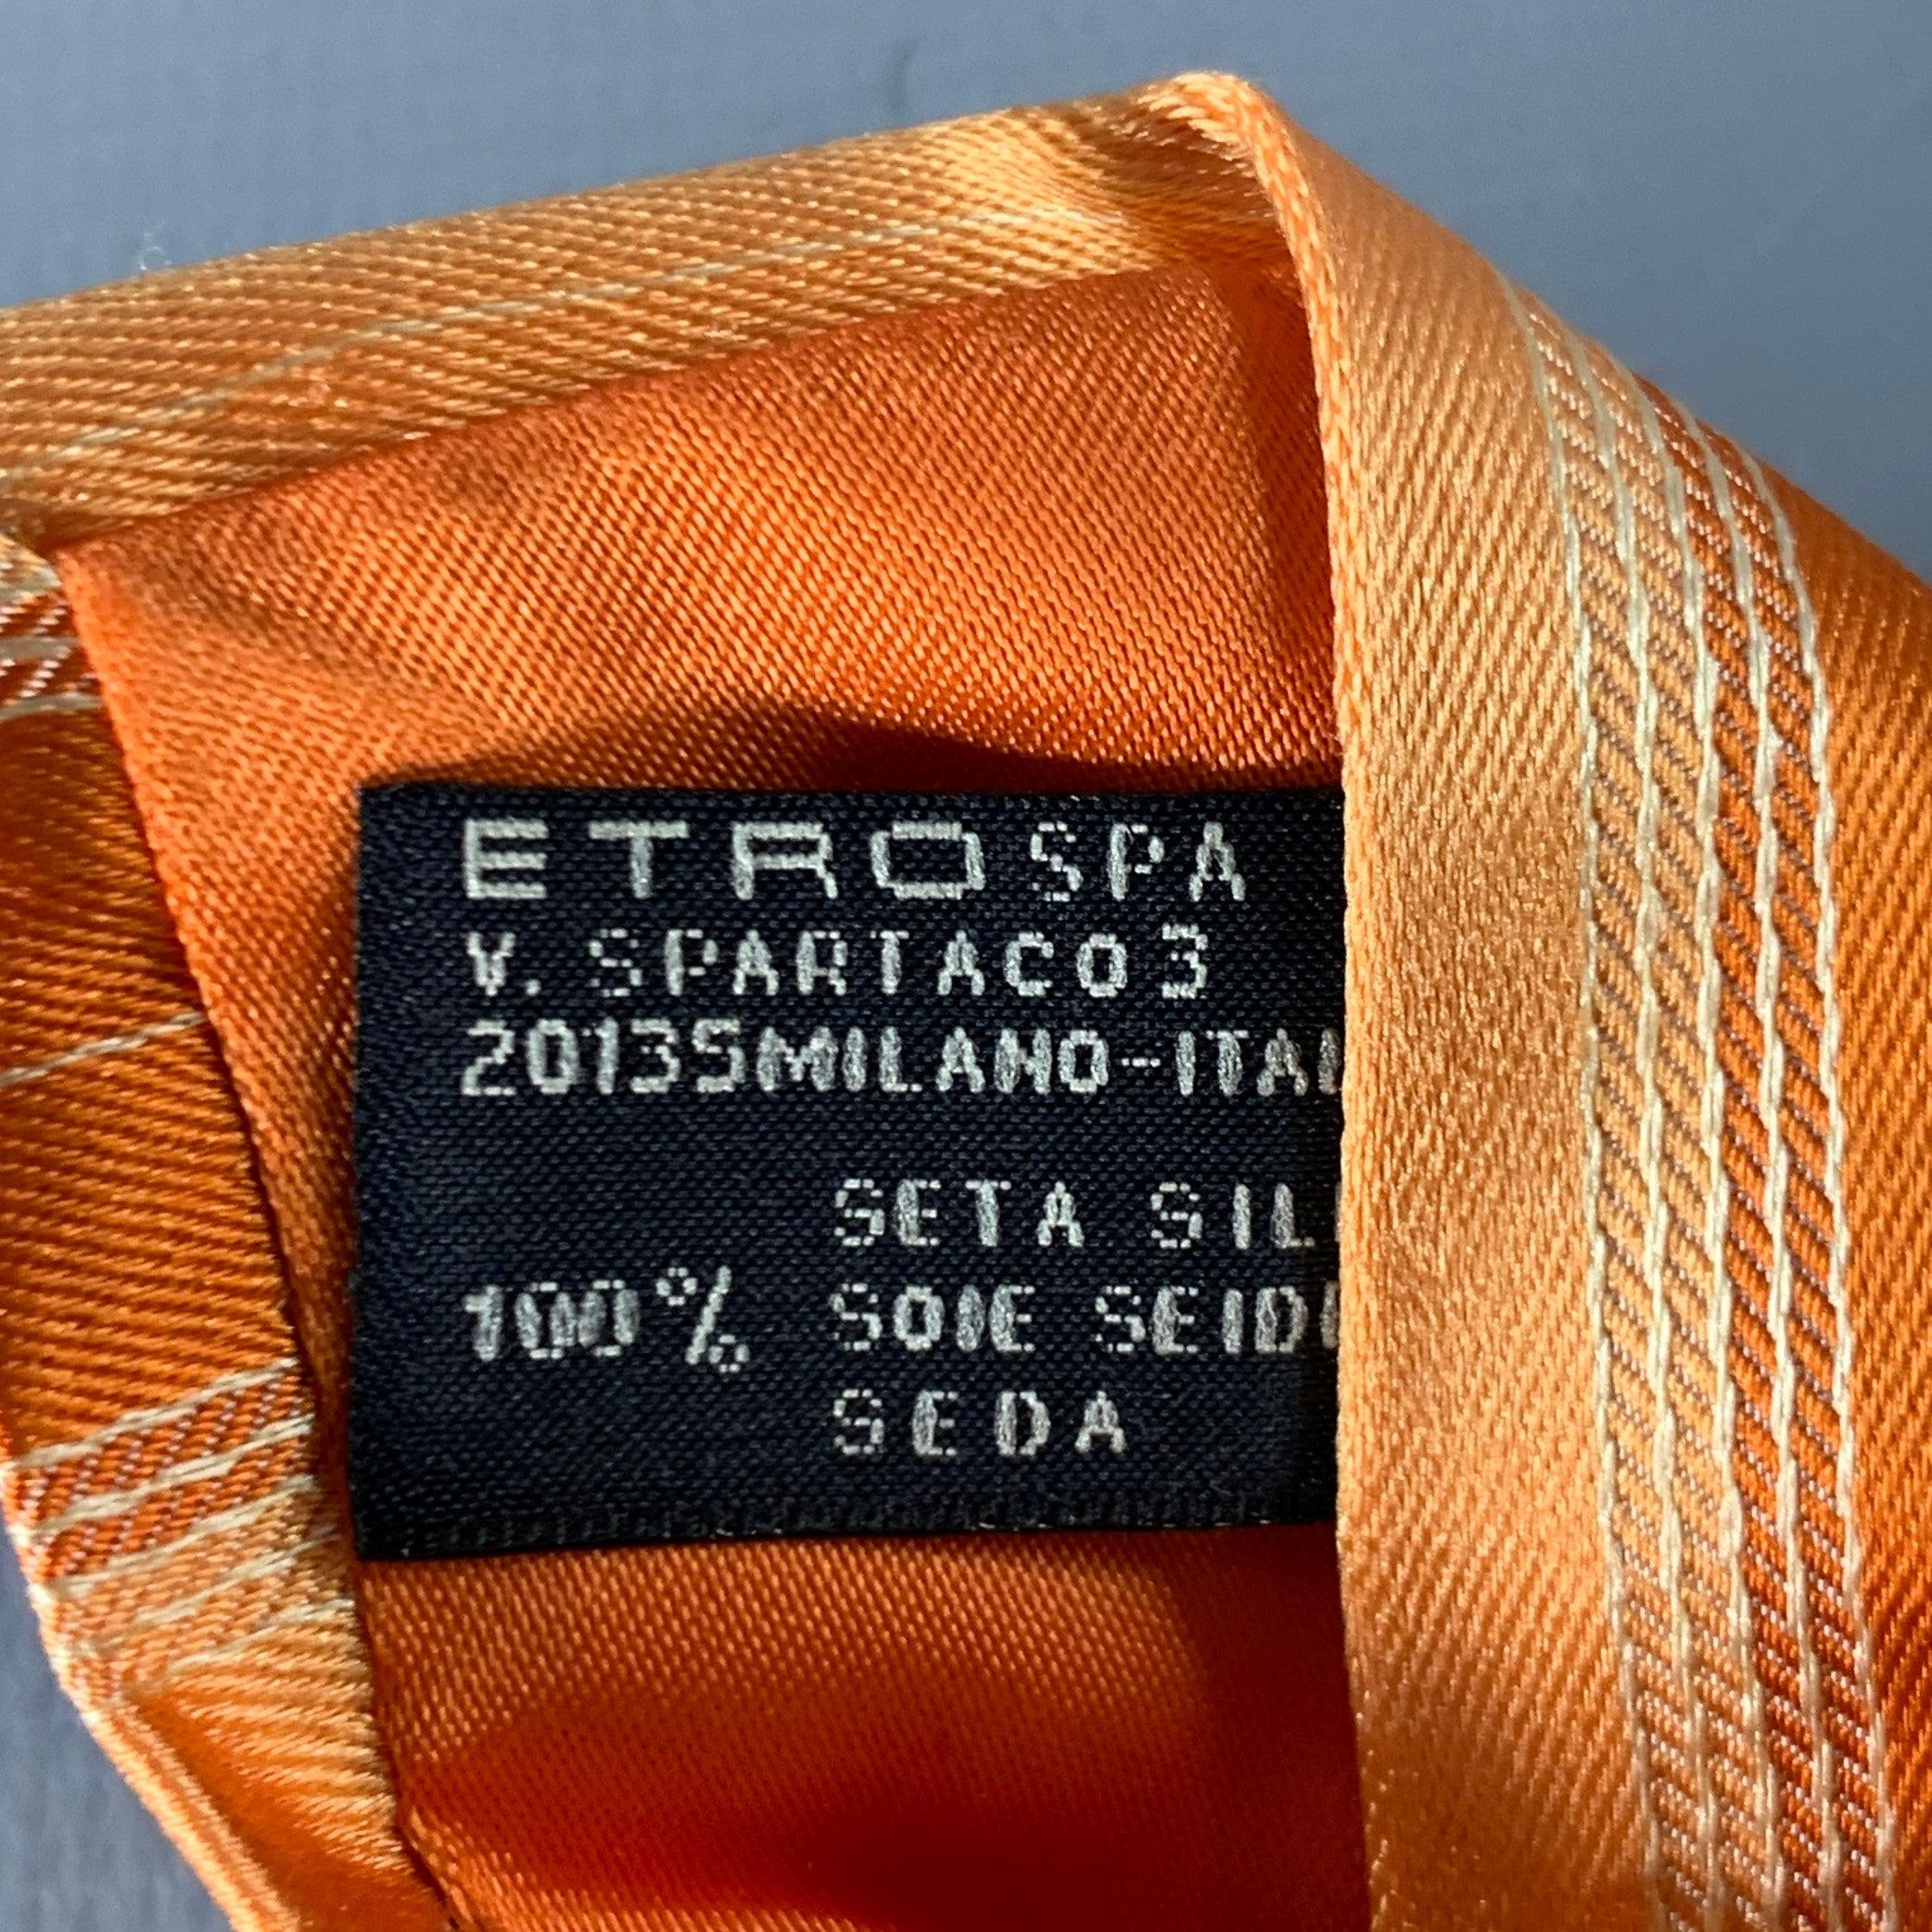 ETRO SPA
V. SPARTACO 3
20135 MILANO-ITAL
SETA SIL
100% SOIE SEID
SEDA